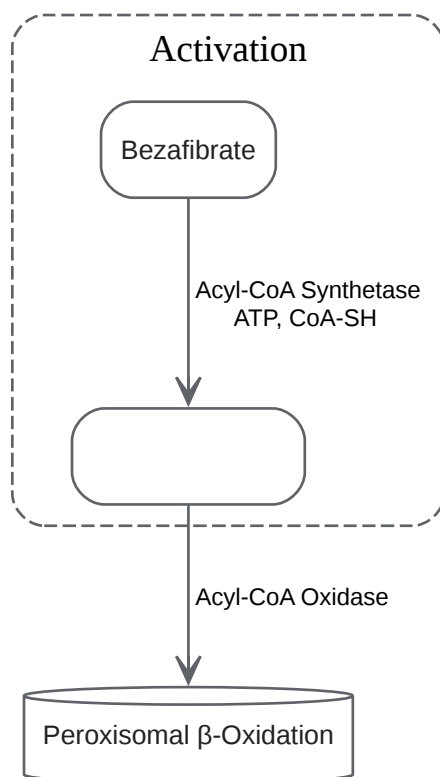 Activation
Bezafibrate
Acyl-CoA Synthetase
ATP, CoA-SH
Acyl-CoA Oxidase
Peroxisomal β-Oxidation